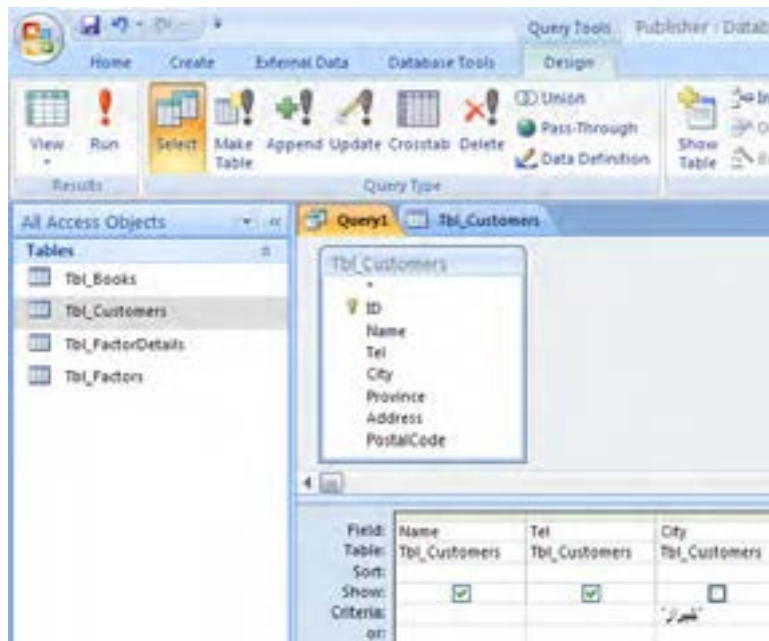 Query Tools Publisher : Datab
Home Create External Data Database Tools Design
View Run Select Make Table Append Update Crosstab Delete
Union
Pass-Through
Data Definition
Show Table
Results Query Type
All Access Objects
Query1 Tbl_Customers
Tables
Tbl_Books
Tbl_Customers
Tbl_FactorDetails
Tbl_Factors
Tbl_Customers
*
ID
Name
Tel
City
Province
Address
PostalCode
Field: Name Tel City
Table: Tbl_Customers Tbl_Customers Tbl_Customers
Sort:
Show:
Criteria: "شیراز"
or: